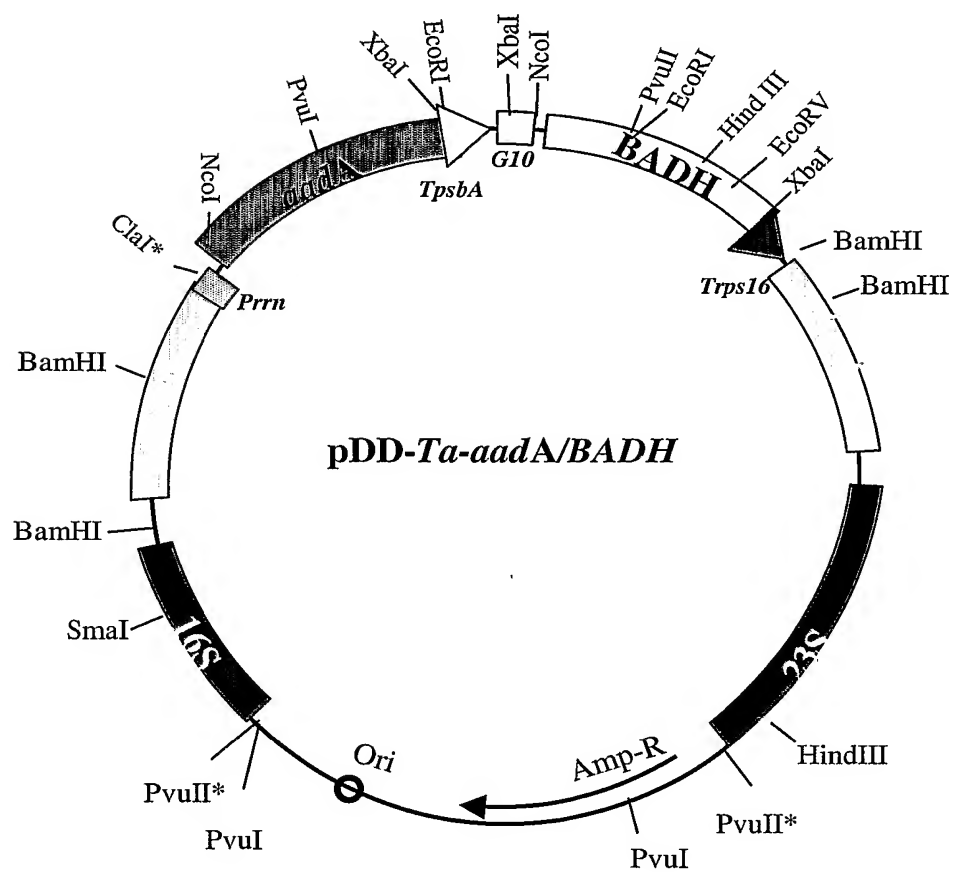 XbaI
EcoRI
XbaI
NcoI
PvuII
EcoRI
Hind III
EcoRV
XbaI
PvuI
NcoI
ClaI*
aadA
TpsbA
G10
BADH
BamHI
BamHI
Trps16
Prrn
BamHI
pDD-Ta-aadA/BADH
BamHI
SmaI
16S
23S
HindIII
Ori
Amp-R
PvuII*
PvuI
PvuII*
PvuI